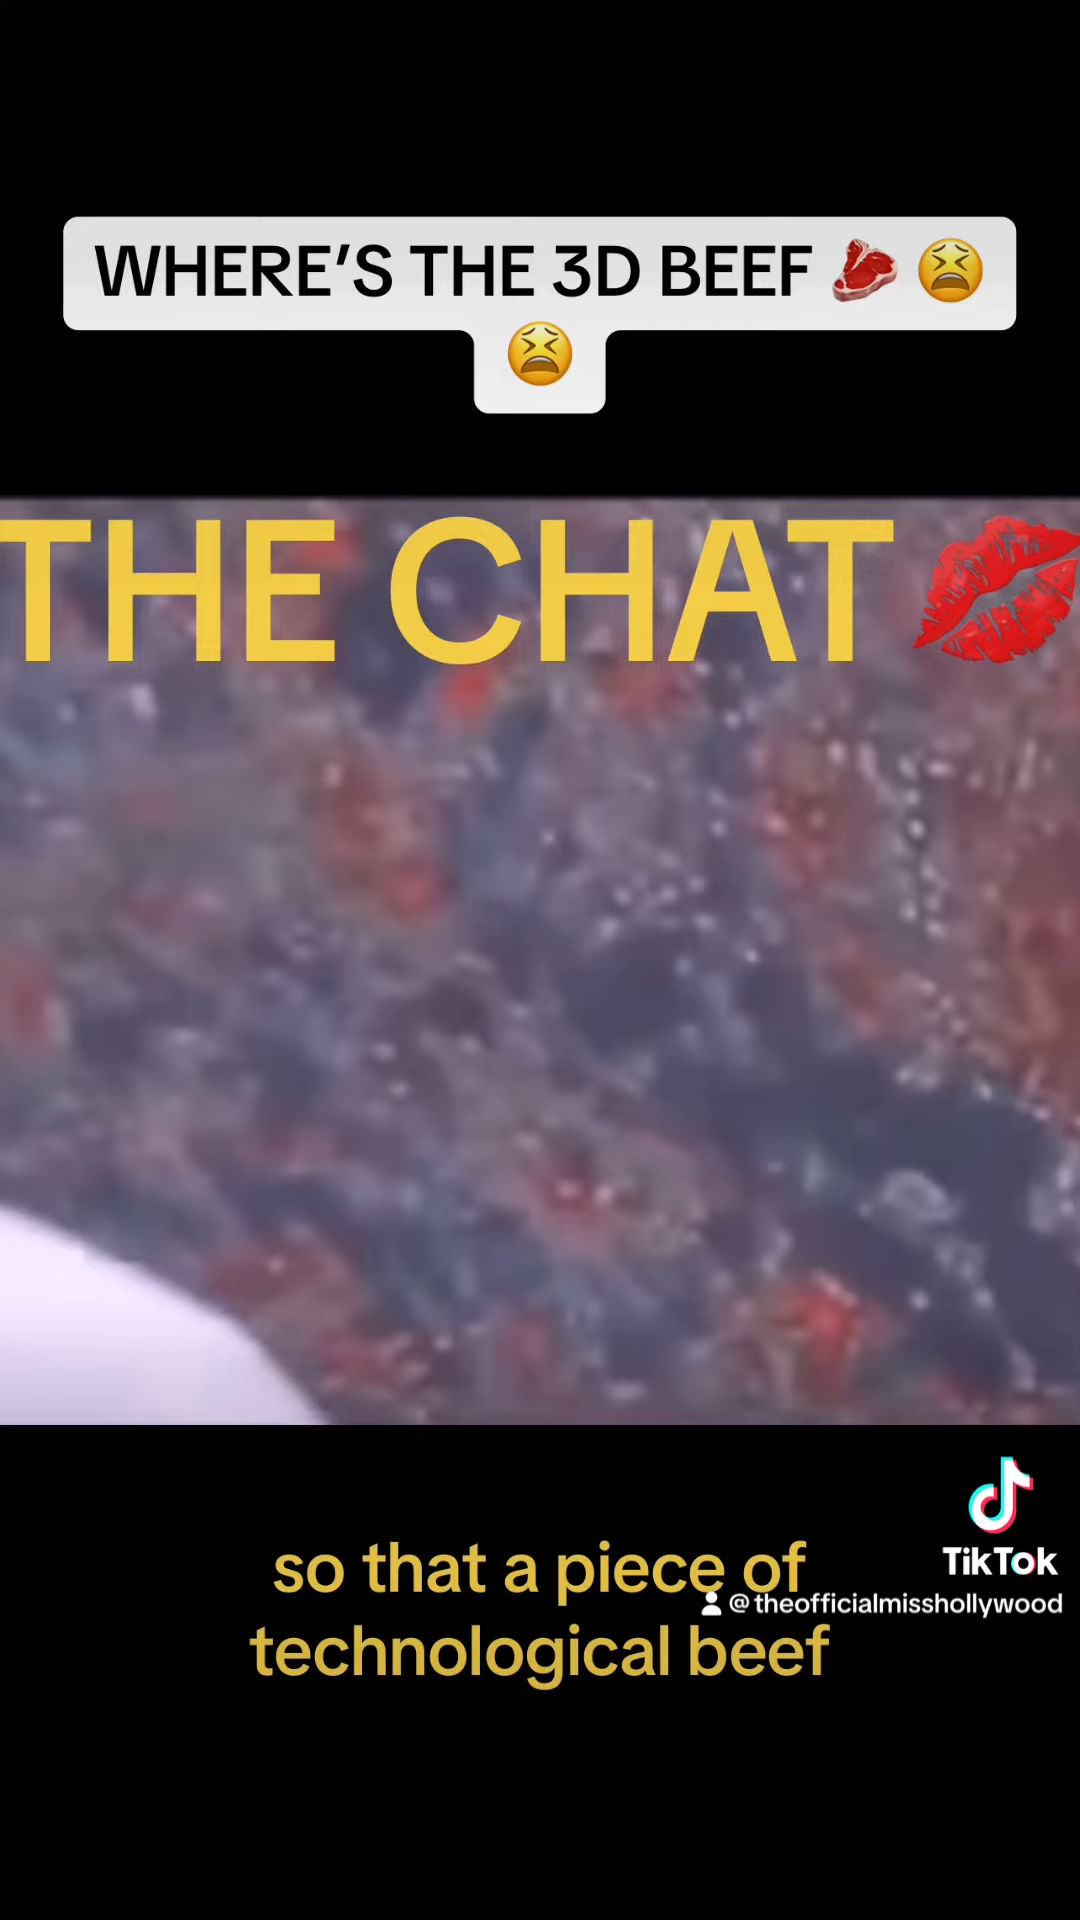 WHERE’S THE 3D BEEF 🥩 😫
😫
THE CHAT💋
so that a piece of
technological beef
TikTok
@theofficialmisshollywood